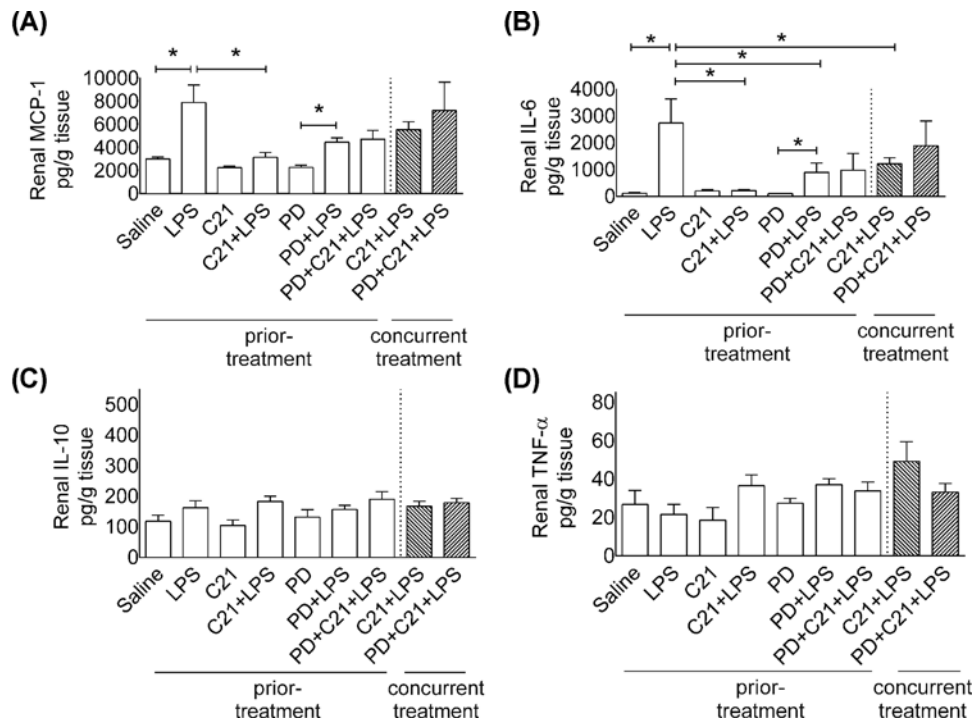 (A)
Renal MCP-1
pg/g tissue
10000
8000
6000
4000
2000
0
*
*
*
Saline
LPS
C21
C21+LPS
PD
PD+LPS
PD+C21+LPS
C21+LPS
PD+C21+LPS
prior-
treatment
concurrent
treatment
(B)
Renal IL-6
pg/g tissue
4000
3000
2000
1000
0
*
*
*
*
*
Saline
LPS
C21
C21+LPS
PD
PD+LPS
PD+C21+LPS
C21+LPS
PD+C21+LPS
prior-
treatment
concurrent
treatment
(C)
Renal IL-10
pg/g tissue
500
400
300
200
100
0
Saline
LPS
C21
C21+LPS
PD
PD+LPS
PD+C21+LPS
C21+LPS
PD+C21+LPS
prior-
treatment
concurrent
treatment
(D)
Renal TNF-α
pg/g tissue
80
60
40
20
0
Saline
LPS
C21
C21+LPS
PD
PD+LPS
PD+C21+LPS
C21+LPS
PD+C21+LPS
prior-
treatment
concurrent
treatment